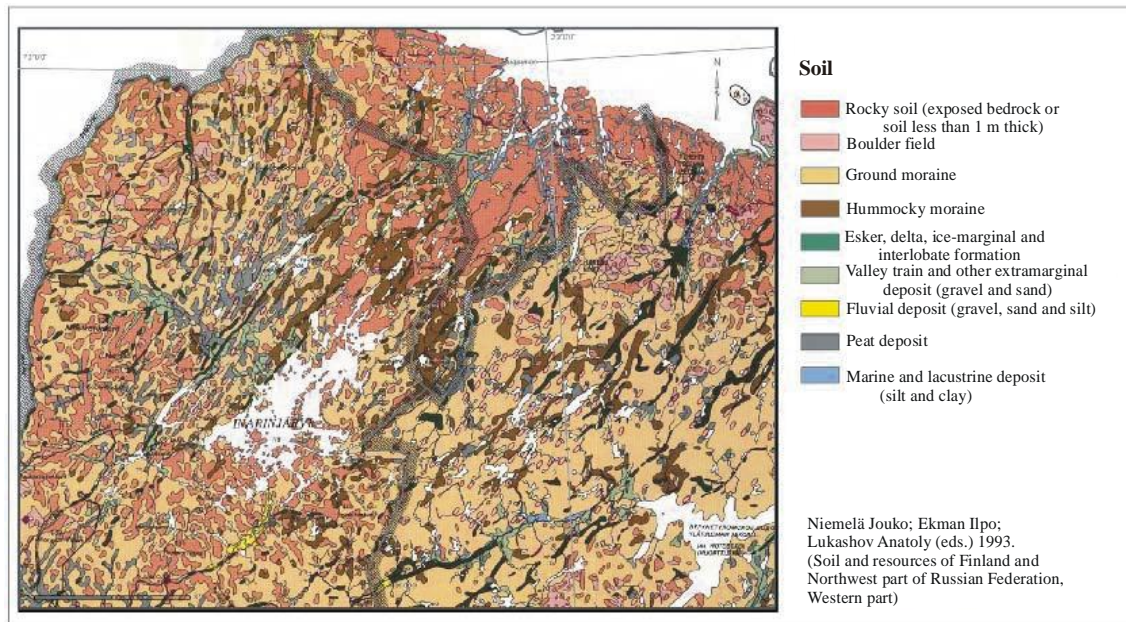 N
INARINJÄRVI
Soil
Rocky soil (exposed bedrock or
soil less than 1 m thick)
Boulder field
Ground moraine
Hummocky moraine
Esker, delta, ice-marginal and
interlobate formation
Valley train and other extramarginal
deposit (gravel and sand)
Fluvial deposit (gravel, sand and silt)
Peat deposit
Marine and lacustrine deposit
(silt and clay)
Niemelä Jouko; Ekman Ilpo;
Lukashov Anatoly (eds.) 1993.
(Soil and resources of Finland and
Northwest part of Russian Federation,
Western part)